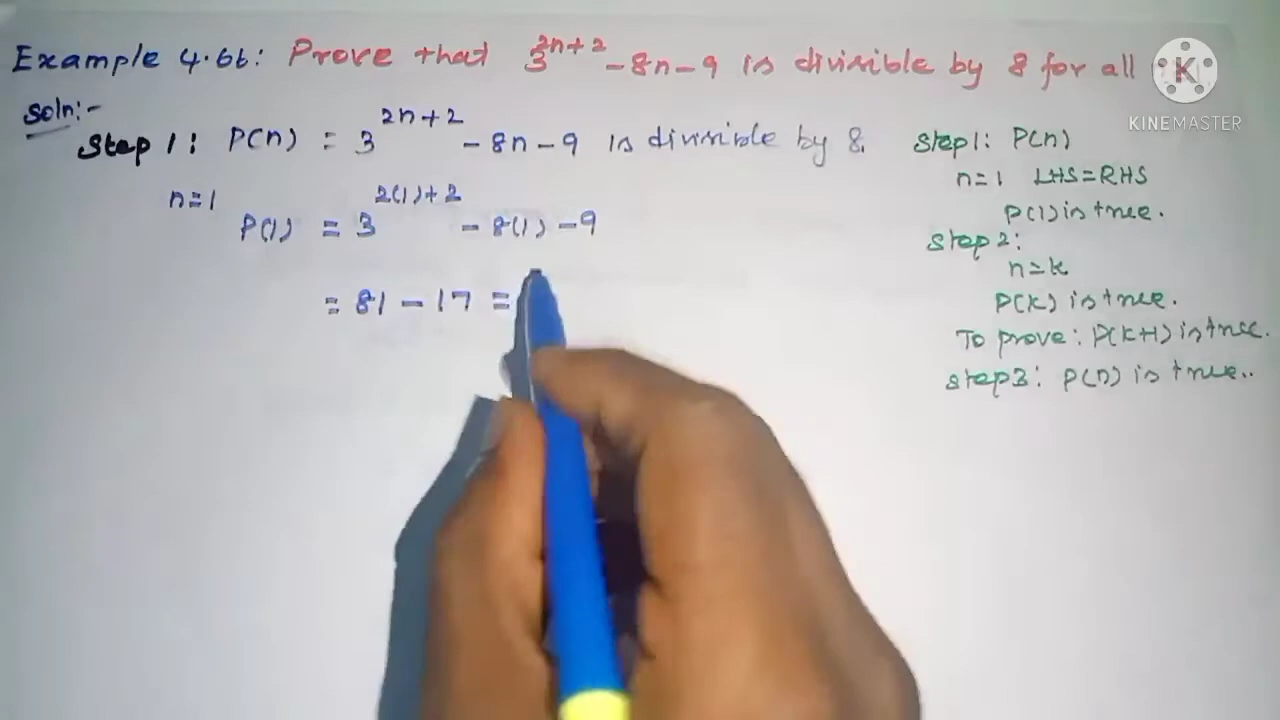 Example 4.66: Prove that 3^{2n+2} - 8n - 9 is divisible by 8 for all
Soln:-
Step 1: P(n) = 3^{2n+2} - 8n - 9 is divisible by 8.
n=1
P(1) = 3^{2(1)+2} - 8(1) - 9
= 81 - 17 =
Step1: P(n)
n=1 LHS=RHS
P(1) is true.
Step 2:
n=k
P(k) is true.
To prove: P(k+1) is true.
Step3: P(n) is true..
K
KINEMASTER